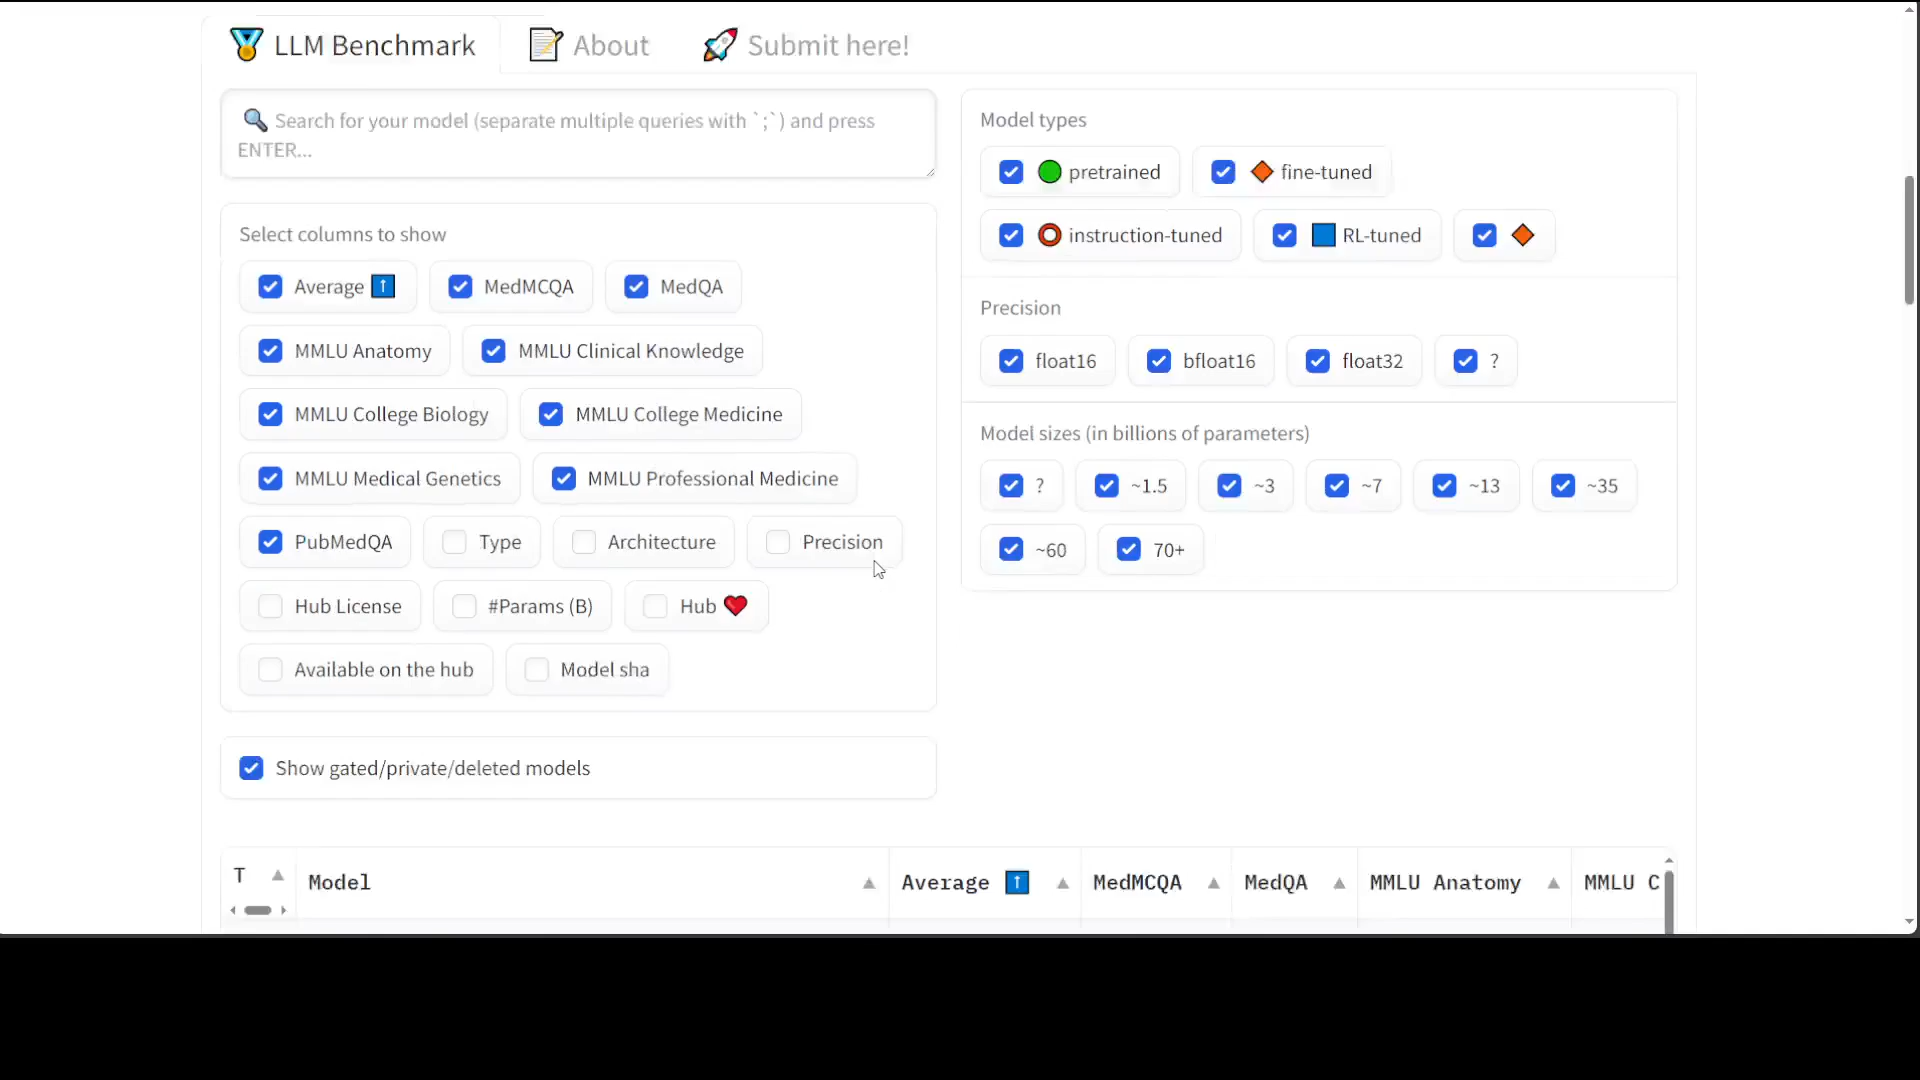 LLM Benchmark About Submit here!
Search for your model (separate multiple queries with `;`) and press
ENTER...
Select columns to show
Average MedMCQA MedQA
MMLU Anatomy MMLU Clinical Knowledge
MMLU College Biology MMLU College Medicine
MMLU Medical Genetics MMLU Professional Medicine
PubMedQA Type Architecture Precision
Hub License #Params (B) Hub
Available on the hub Model sha
Show gated/private/deleted models
Model types
pretrained fine-tuned
instruction-tuned RL-tuned
Precision
float16 bfloat16 float32 ?
Model sizes (in billions of parameters)
? ~1.5 ~3 ~7 ~13 ~35
~60 70+
T Model Average MedMCQA MedQA MMLU Anatomy MMLU C